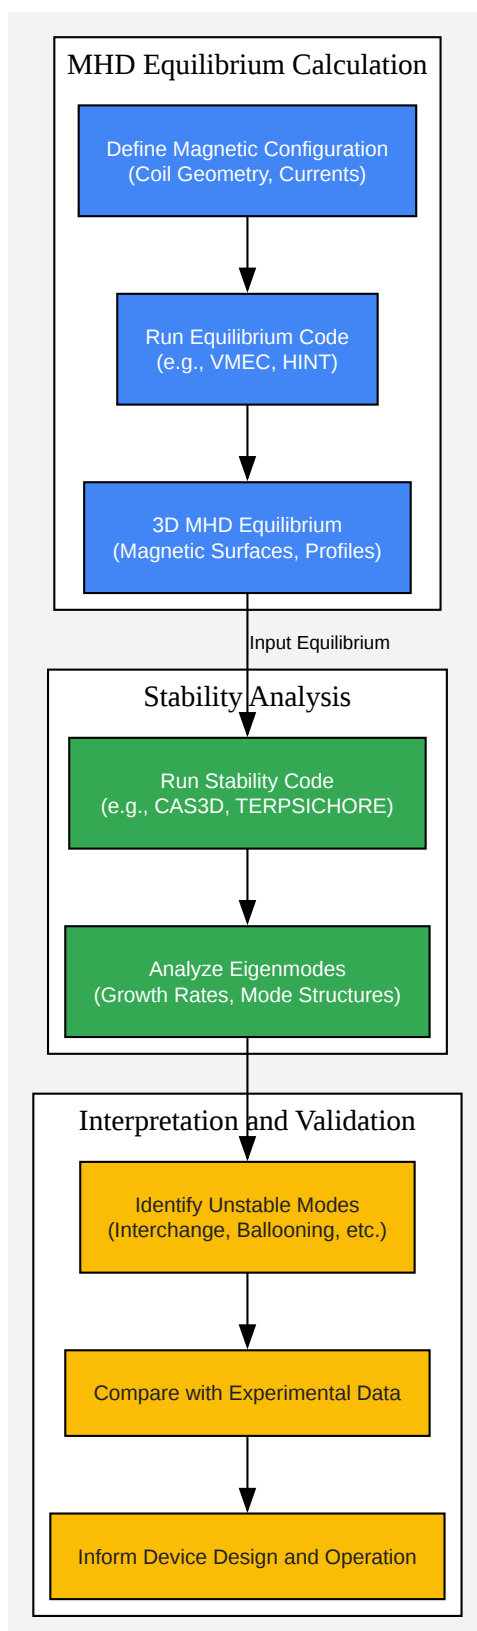 MHD Equilibrium Calculation
Define Magnetic Configuration
(Coil Geometry, Currents)
Run Equilibrium Code
(e.g., VMEC, HINT)
3D MHD Equilibrium
(Magnetic Surfaces, Profiles)
Input Equilibrium
Stability Analysis
Run Stability Code
(e.g., CAS3D, TERPSICHORE)
Analyze Eigenmodes
(Growth Rates, Mode Structures)
Interpretation and Validation
Identify Unstable Modes
(Interchange, Ballooning, etc.)
Compare with Experimental Data
Inform Device Design and Operation